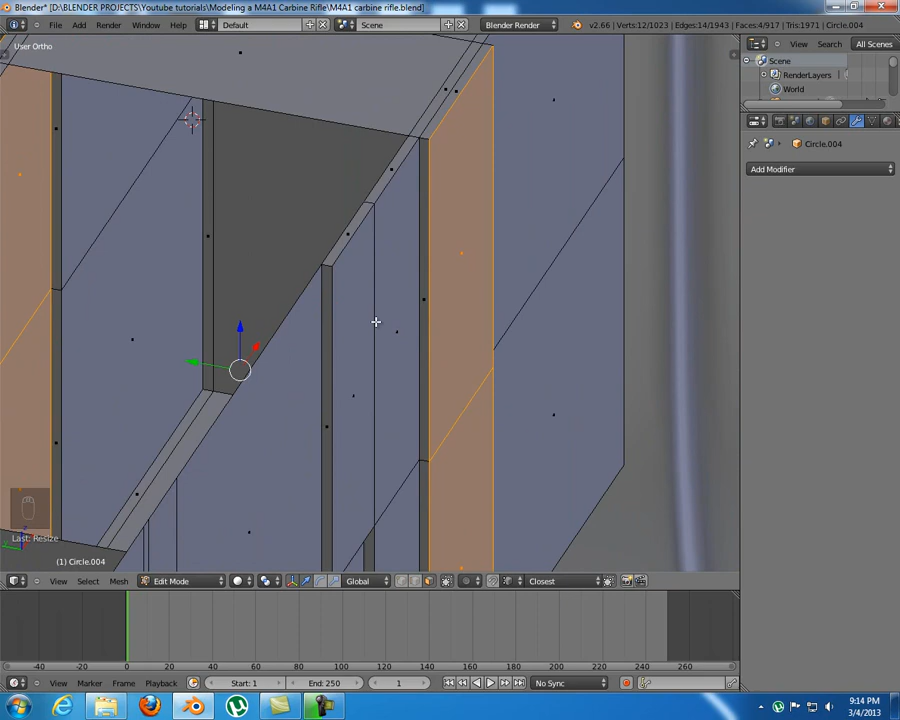 Blender* [D:\BLENDER PROGRAMS\Youtube tutorials\Modeling a M4A1 Carbine Rifle\M4A1 carbine rifle.blend]
File Add Render Window Help Default Scene Blender Render v2.66 | Verts:12/1023 | Edges:14/1943 | Faces:4/917 | Tris:1971 | Circle.004
User Ortho
View Search All Scenes
Scene
RenderLayers
World
Circle.004
Add Modifier
Last: Resize
(1) Circle.004
View Select Mesh Edit Mode Global Closest
-40 -20 0 20 40 60 80 100 120 140 160 180 200 220 240 260 280
View Marker Frame Playback Start: 1 End: 250 1 No Sync
9:14 PM
3/4/2013